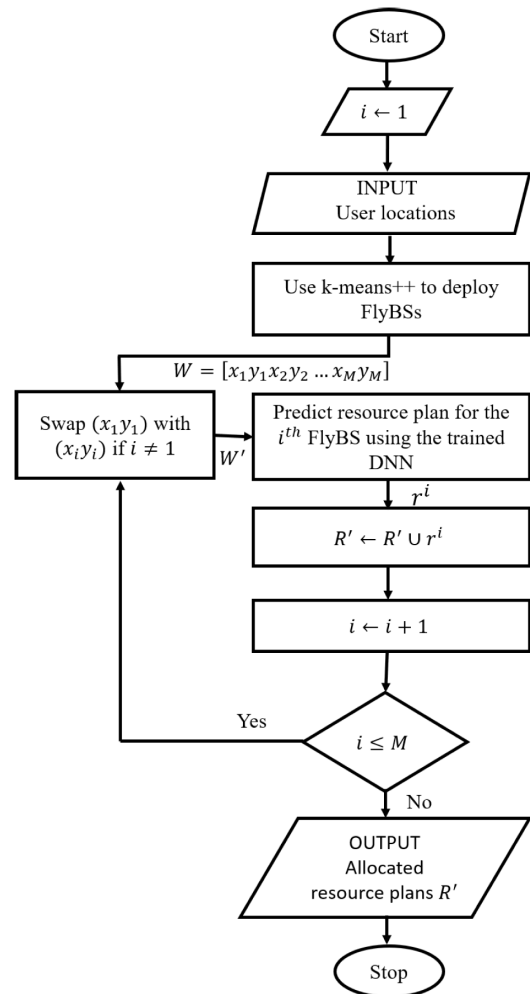 Start
i ← 1
INPUT
User locations
Use k-means++ to deploy
FlyBSs
W = [x₁y₁x₂y₂ … x_My_M]
Swap (x₁y₁) with
(xᵢyᵢ) if i ≠ 1
W′
Predict resource plan for the
iᵗʰ FlyBS using the trained
DNN
rⁱ
R′ ← R′ ∪ rⁱ
i ← i + 1
Yes
i ≤ M
No
OUTPUT
Allocated
resource plans R′
Stop